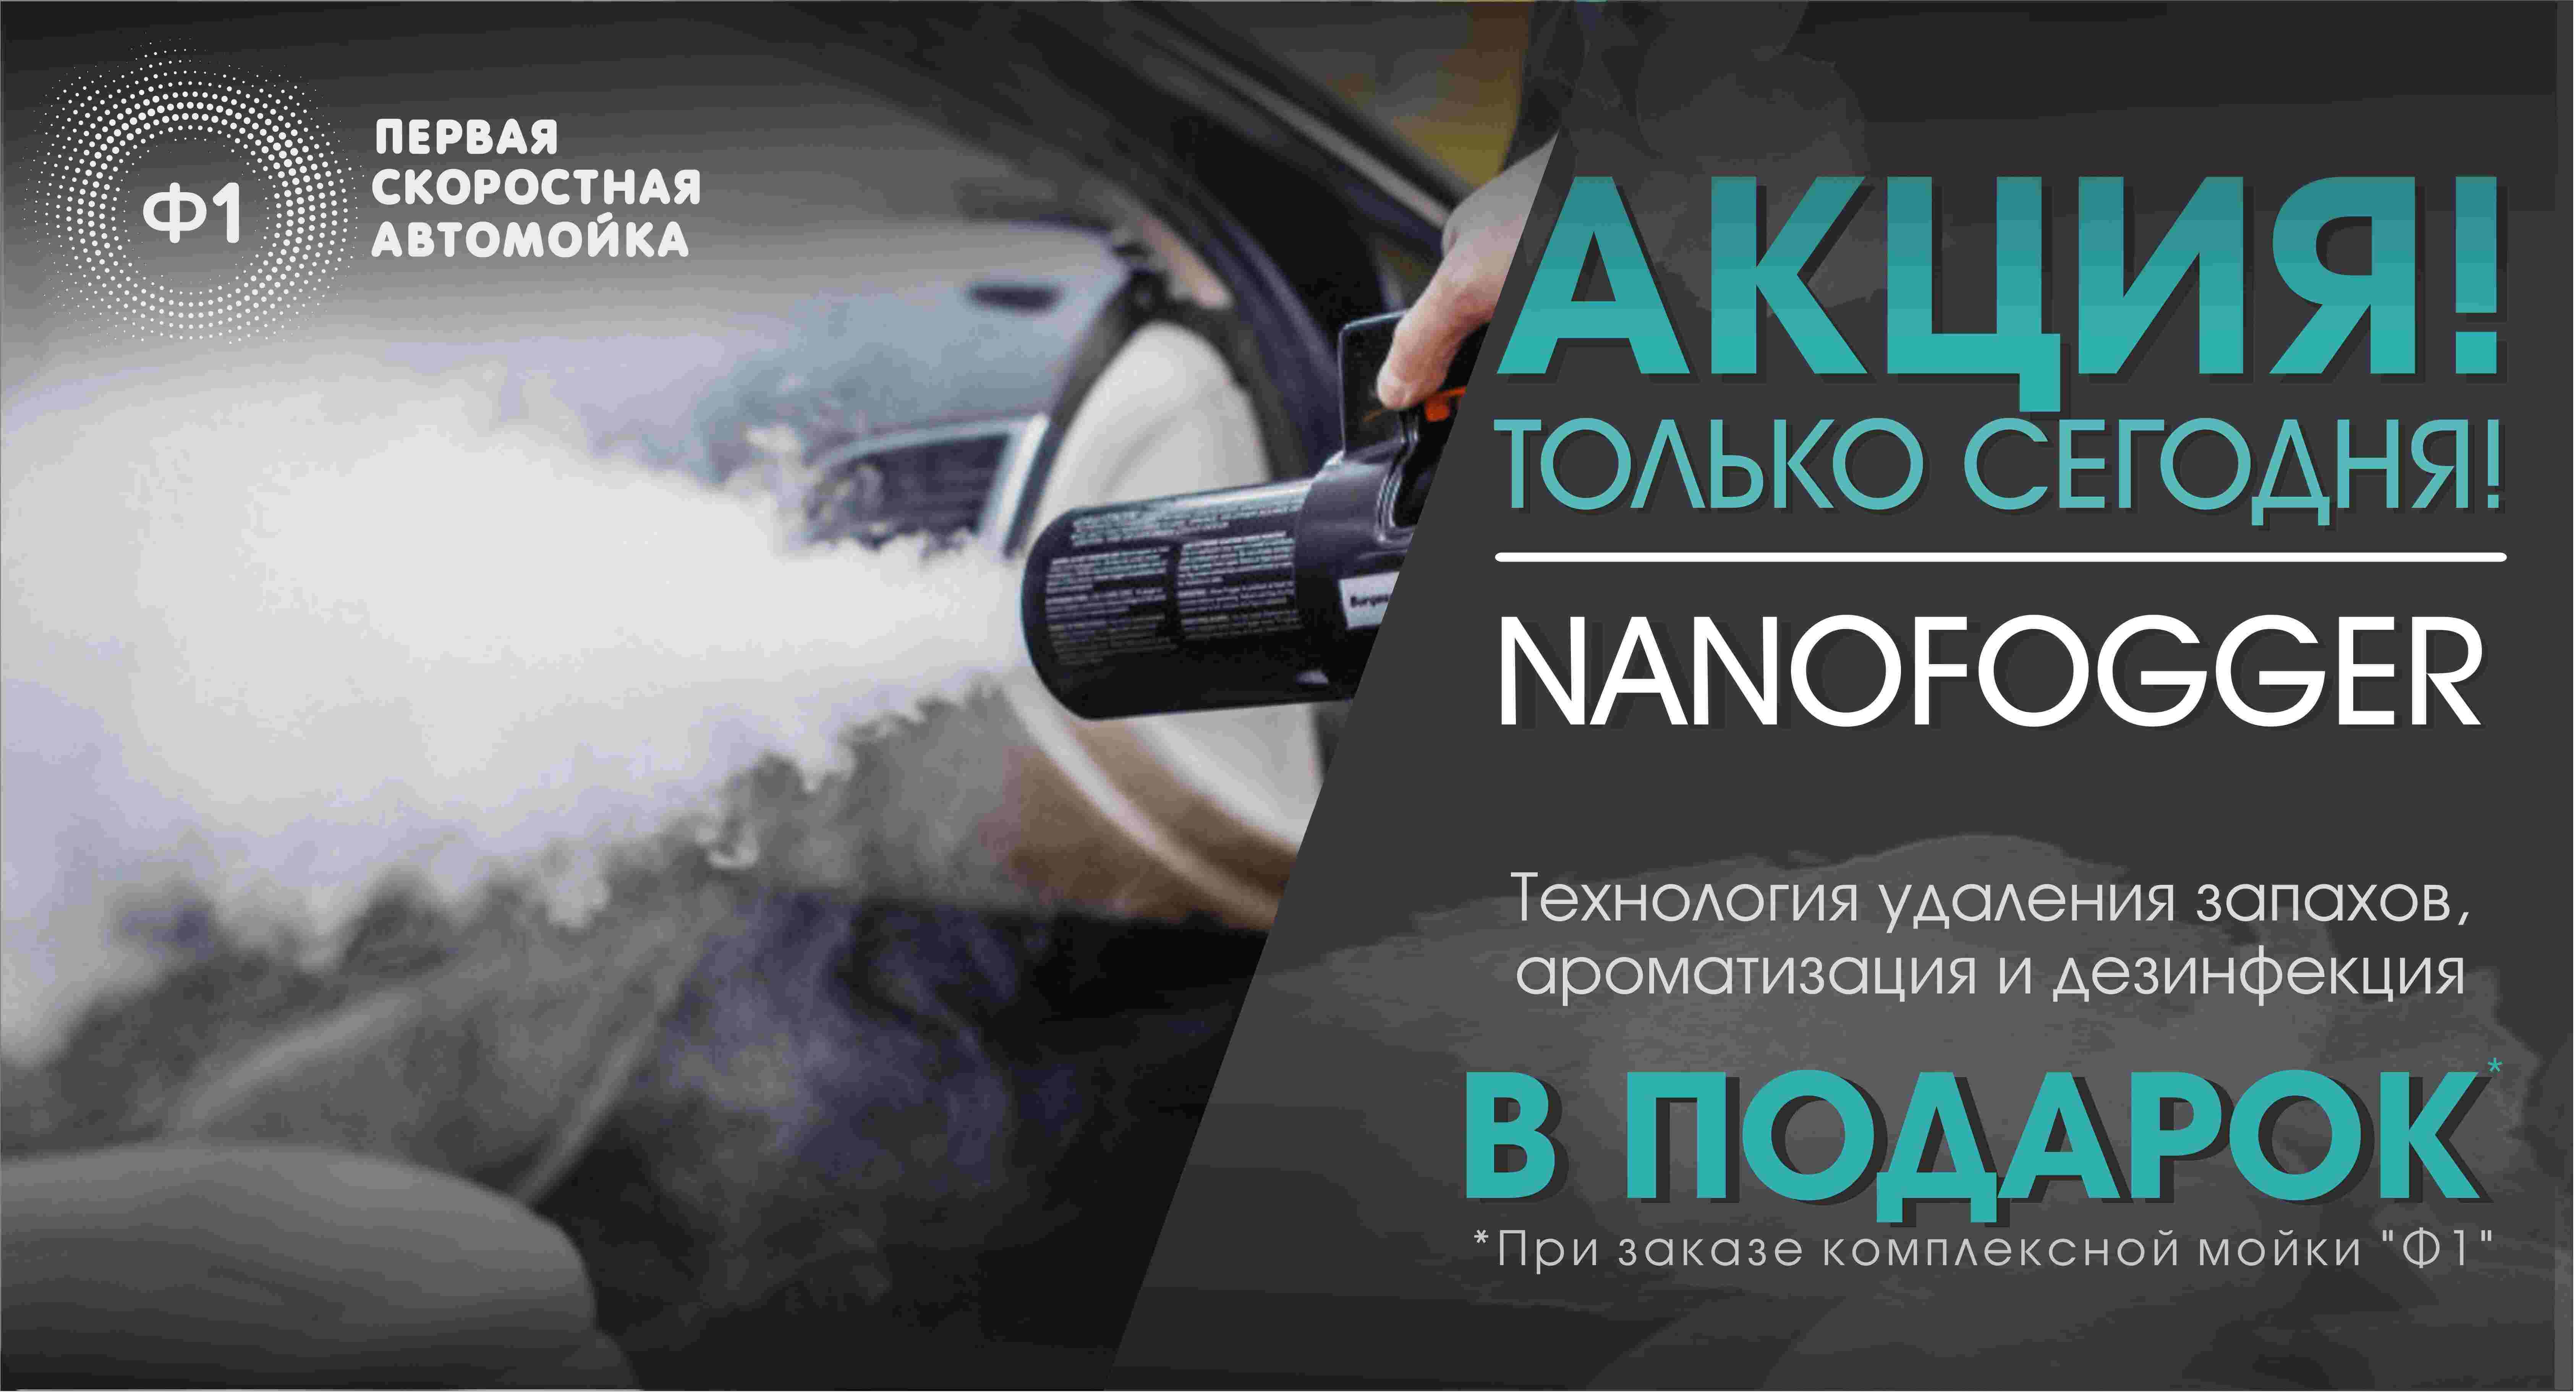 Ф1
ПЕРВАЯ
СКОРОСТНАЯ
АВТОМОЙКА
АКЦИЯ!
ТОЛЬКО СЕГОДНЯ!
NANOFOGGER
Технология удаления запахов,
ароматизация и дезинфекция
В ПОДАРОК*
*При заказе комплексной мойки "Ф1"